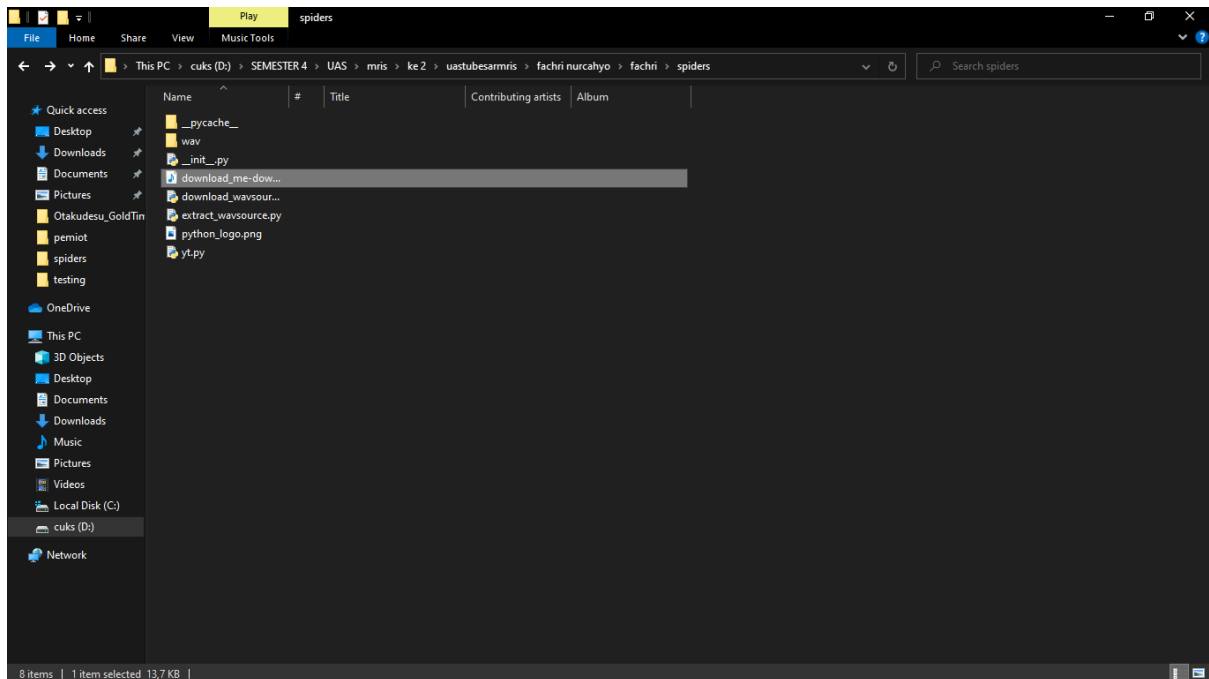 Play spiders
File Home Share View Music Tools
This PC > cuks (D:) > SEMESTER 4 > UAS > mris > ke 2 > uastubesarmris > fachri nurcahyo > fachri > spiders
Search spiders
Name # Title Contributing artists Album
Quick access
Desktop
Downloads
Documents
Pictures
Otakudesu_GoldTim
pemiot
spiders
testing
OneDrive
This PC
3D Objects
Desktop
Documents
Downloads
Music
Pictures
Videos
Local Disk (C:)
cuks (D:)
Network
__pycache__
wav
__init__.py
download_me-dow...
download_wavsour...
extract_wavsource.py
python_logo.png
yt.py
8 items | 1 item selected 13,7 KB |